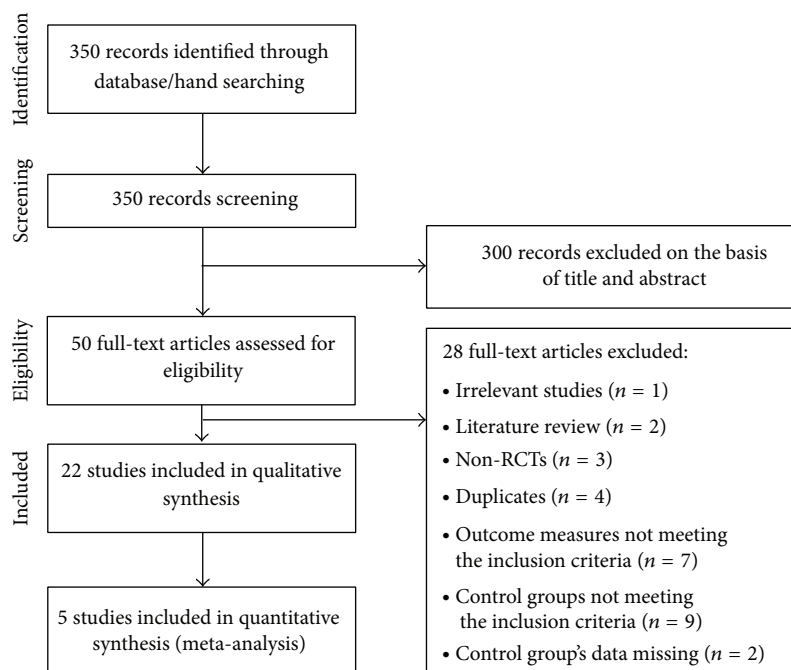 Identification
350 records identified through
database/hand searching
Screening
350 records screening
300 records excluded on the basis
of title and abstract
Eligibility
50 full-text articles assessed for
eligibility
28 full-text articles excluded:
• Irrelevant studies (n = 1)
• Literature review (n = 2)
• Non-RCTs (n = 3)
• Duplicates (n = 4)
• Outcome measures not meeting
the inclusion criteria (n = 7)
• Control groups not meeting
the inclusion criteria (n = 9)
• Control group's data missing (n = 2)
Included
22 studies included in qualitative
synthesis
5 studies included in quantitative
synthesis (meta-analysis)